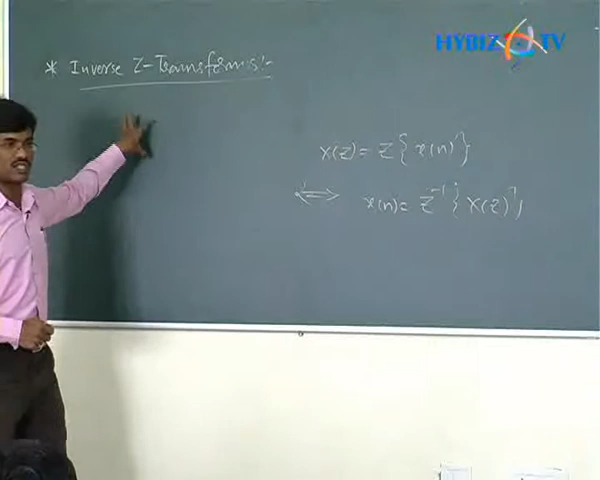 HYBIZ TV
* Inverse Z-Transforms:-
X(z) = Z{x(n)}
⟺ x(n) = Z⁻¹{X(z)}